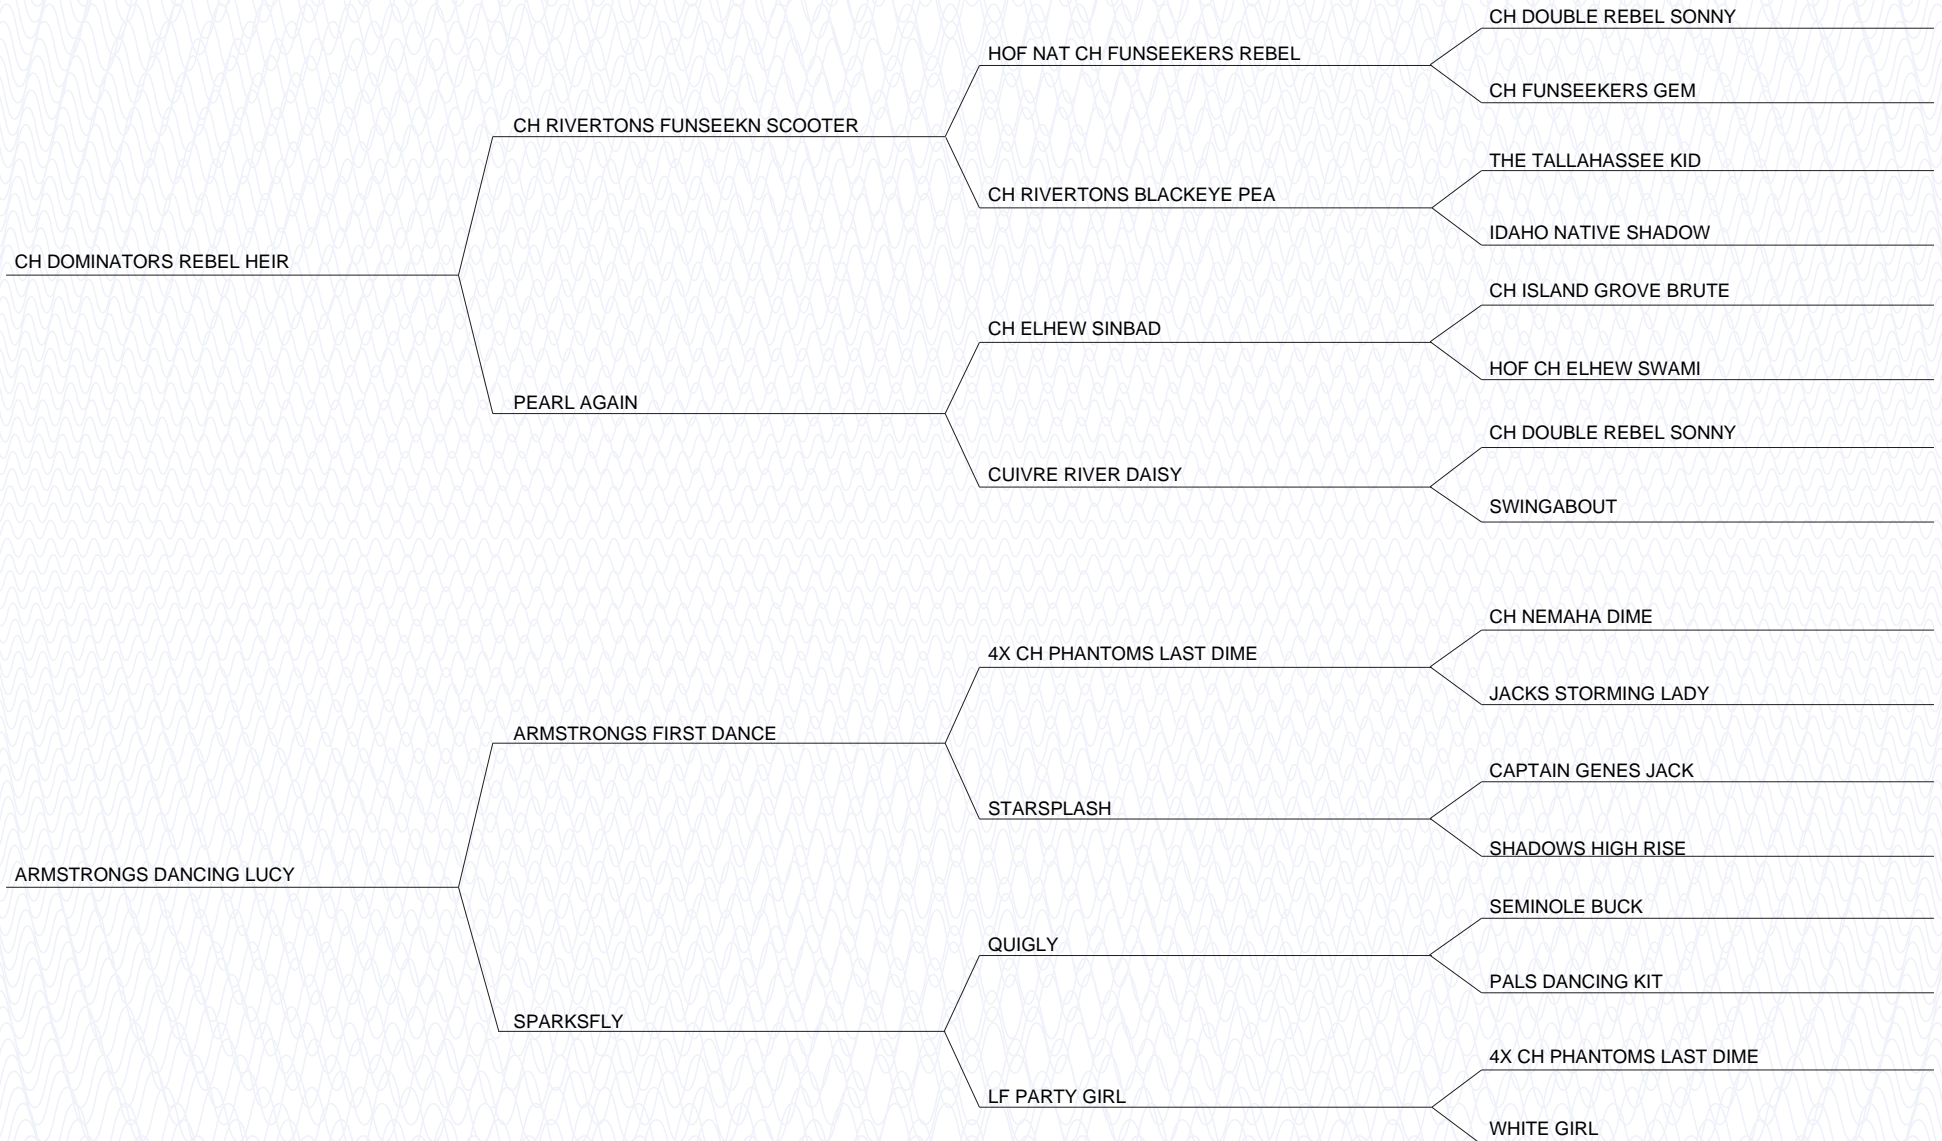 CH DOUBLE REBEL SONNY
HOF NAT CH FUNSEEKERS REBEL
CH FUNSEEKERS GEM
CH RIVERTONS FUNSEEKN SCOOTER
THE TALLAHASSEE KID
CH RIVERTONS BLACKEYE PEA
IDAHO NATIVE SHADOW
CH DOMINATORS REBEL HEIR
CH ISLAND GROVE BRUTE
CH ELHEW SINBAD
HOF CH ELHEW SWAMI
PEARL AGAIN
CH DOUBLE REBEL SONNY
CUIVRE RIVER DAISY
SWINGABOUT
CH NEMAHA DIME
4X CH PHANTOMS LAST DIME
JACKS STORMING LADY
ARMSTRONGS FIRST DANCE
CAPTAIN GENES JACK
STARSPLASH
SHADOWS HIGH RISE
ARMSTRONGS DANCING LUCY
SEMINOLE BUCK
QUIGLY
PALS DANCING KIT
SPARKSFLY
4X CH PHANTOMS LAST DIME
LF PARTY GIRL
WHITE GIRL